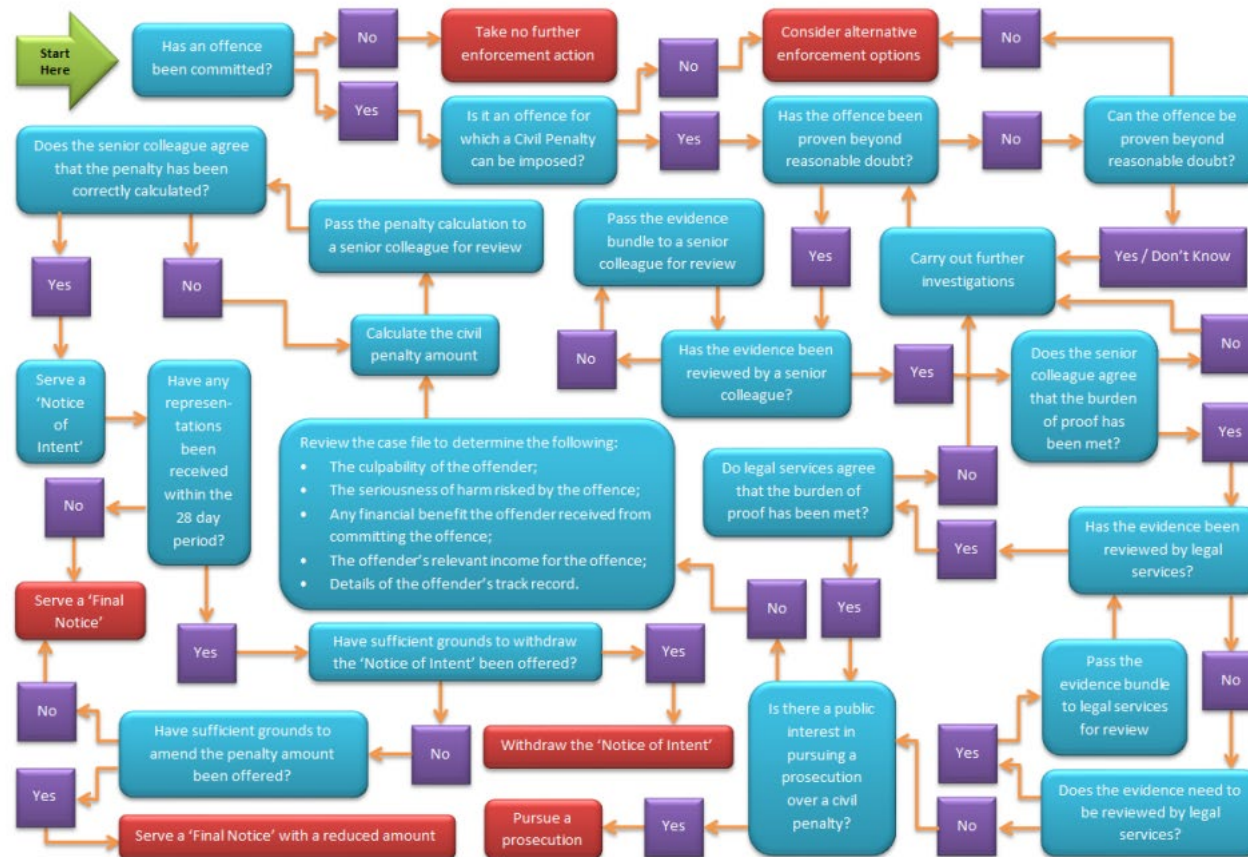 Start
Here
Has an offence
been committed?
No
Take no further
enforcement action
Consider alternative
enforcement options
No
No
Yes
Is it an offence for
which a Civil Penalty
can be imposed?
Yes
Has the offence been
proven beyond
reasonable doubt?
No
Can the offence be
proven beyond
reasonable doubt?
Does the senior colleague agree
that the penalty has been
correctly calculated?
Pass the penalty calculation to
a senior colleague for review
Pass the evidence
bundle to a senior
colleague for review
Yes
Carry out further
investigations
Yes / Don't Know
Yes
No
Calculate the civil
penalty amount
No
Has the evidence been
reviewed by a senior
colleague?
Yes
Does the senior
colleague agree
that the burden
of proof has
been met?
No
Yes
Serve a
'Notice
of
Intent'
Have any
represen-
tations
been
received
within the
28 day
period?
No
Review the case file to determine the following:
• The culpability of the offender;
• The seriousness of harm risked by the offence;
• Any financial benefit the offender received from
committing the offence;
• The offender's relevant income for the offence;
• Details of the offender's track record.
Do legal services agree
that the burden of
proof has been met?
No
Yes
Has the evidence been
reviewed by legal
services?
Serve a 'Final
Notice'
Yes
Have sufficient grounds to withdraw
the 'Notice of Intent' been offered?
Yes
No
Yes
Pass the
evidence bundle
to legal services
for review
No
No
Have sufficient grounds to
amend the penalty amount
been offered?
No
Withdraw the 'Notice of Intent'
Is there a public
interest in
pursuing a
prosecution
over a civil
penalty?
Yes
Does the evidence need to
be reviewed by legal
services?
No
Yes
Serve a 'Final Notice' with a reduced amount
Pursue a
prosecution
Yes